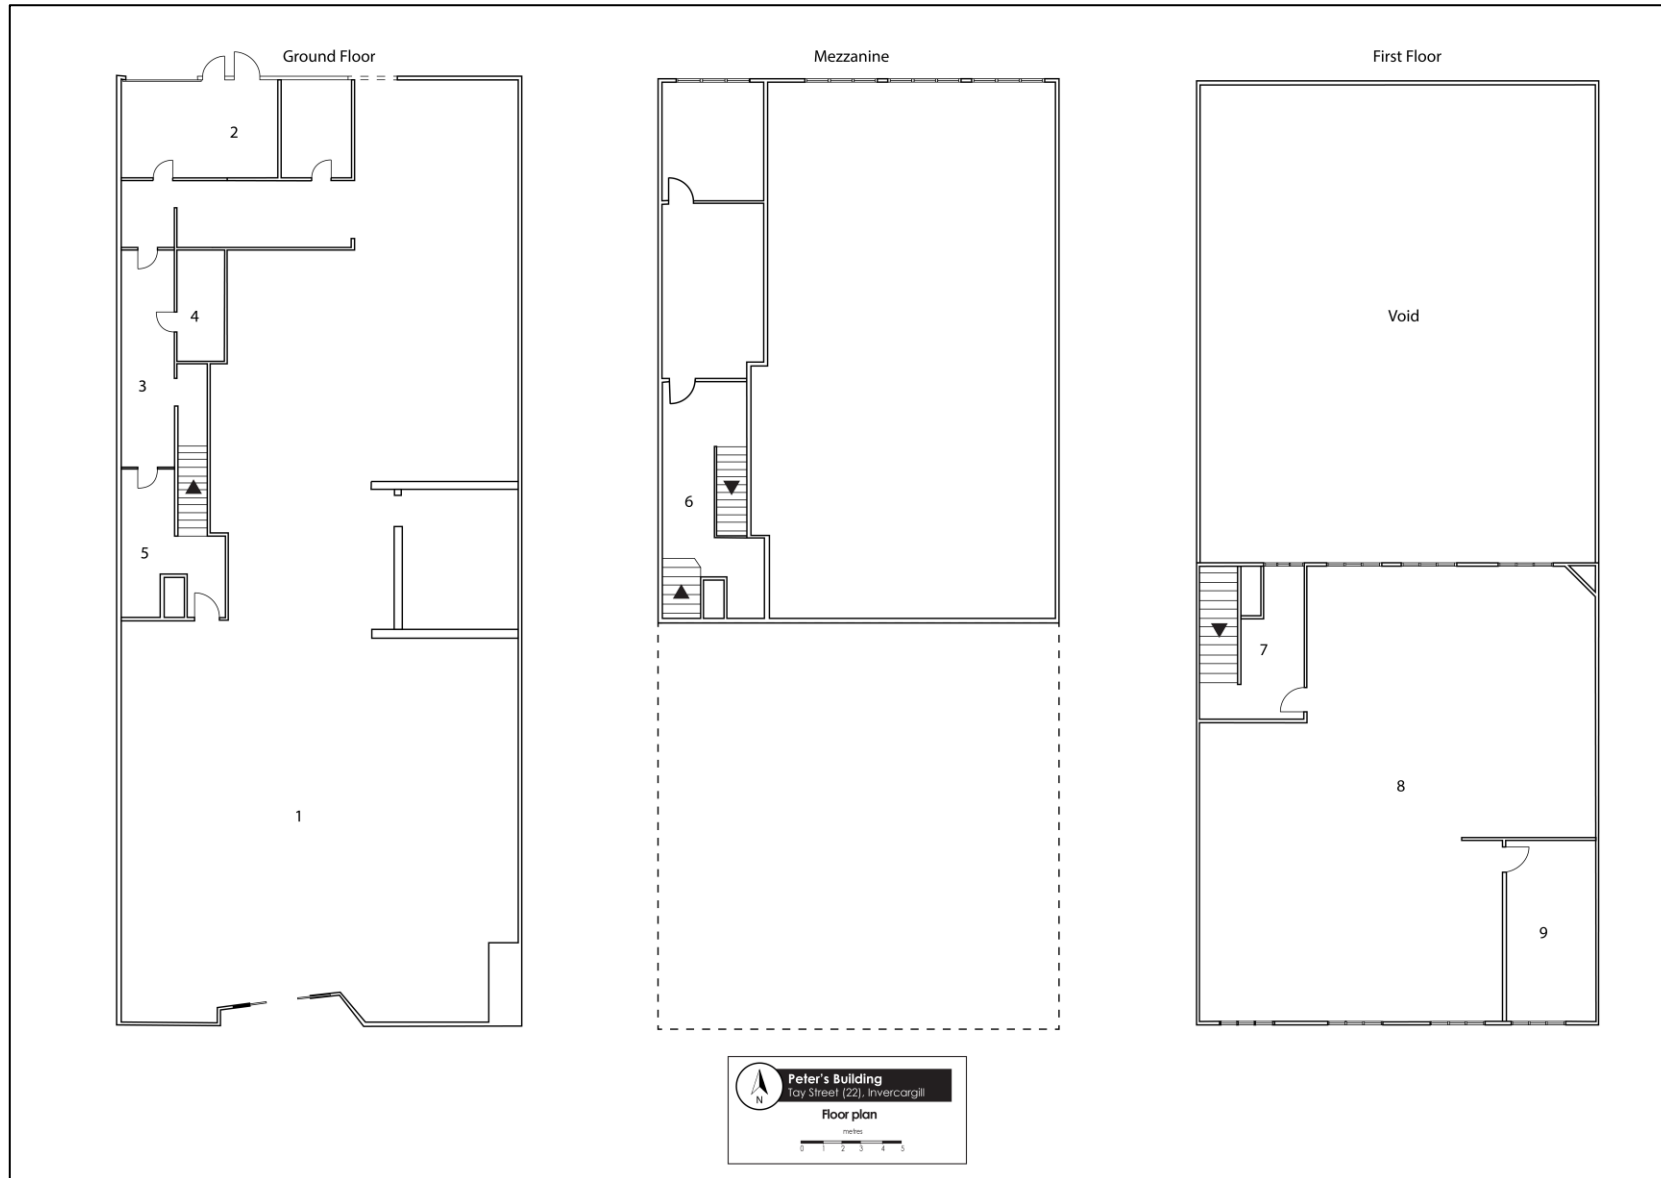 Ground Floor
Mezzanine
First Floor
2
4
3
5
1
6
Void
7
8
9
N
Peter's Building
Tay Street (22), Invercargill
Floor plan
metres
0 1 2 3 4 5